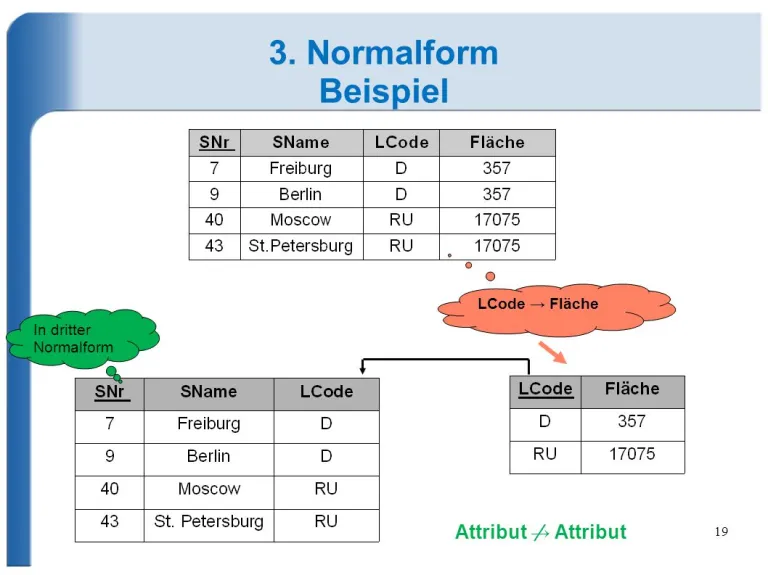 3. Normalform
Beispiel
SNr SName LCode Fläche
7 Freiburg D 357
9 Berlin D 357
40 Moscow RU 17075
43 St.Petersburg RU 17075
LCode → Fläche
In dritter
Normalform
SNr SName LCode
7 Freiburg D
9 Berlin D
40 Moscow RU
43 St. Petersburg RU
LCode Fläche
D 357
RU 17075
Attribut ↛ Attribut
19